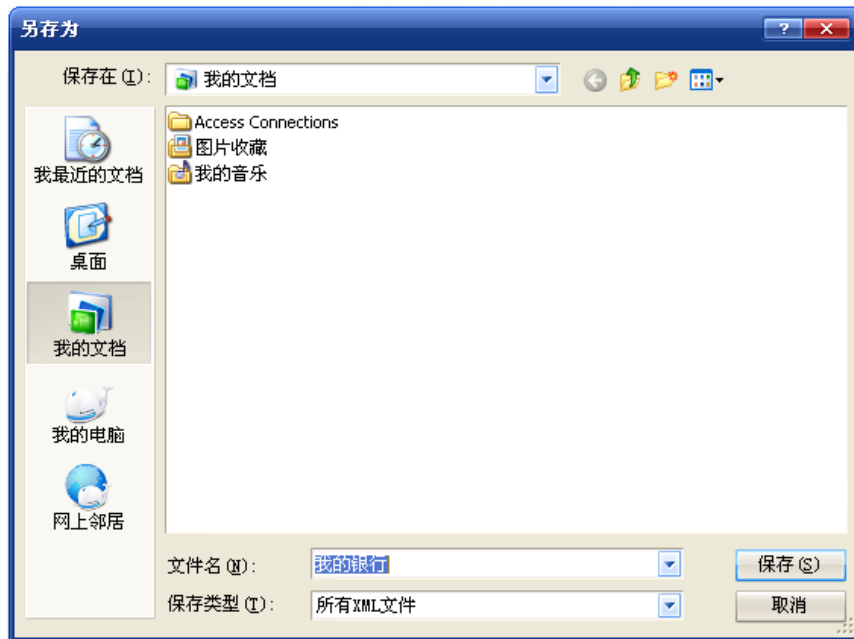 另存为
保存在(I):
我的文档
我最近的文档
桌面
我的文档
我的电脑
网上邻居
Access Connections
图片收藏
我的音乐
文件名(N):
我的银行
保存(S)
保存类型(T):
所有XML文件
取消